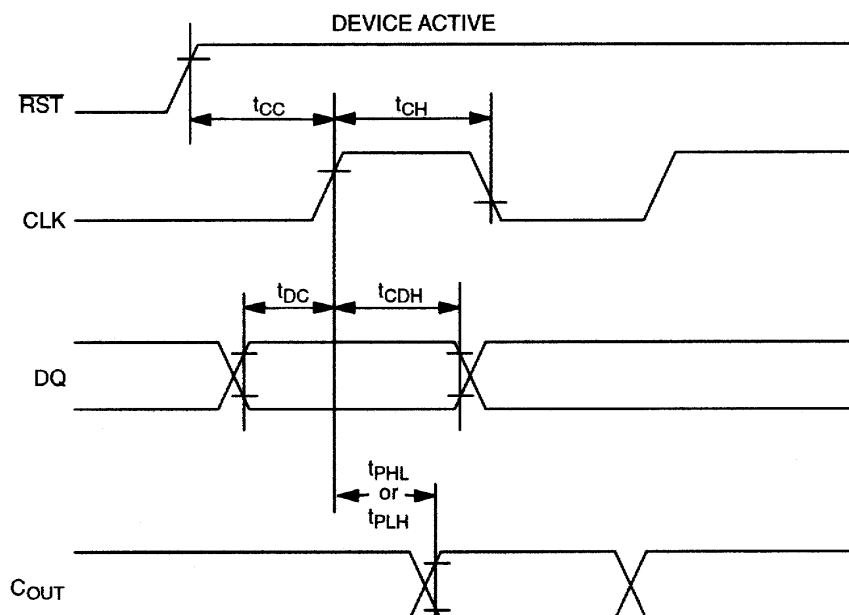 DEVICE ACTIVE
RST
tCC
tCH
CLK
tDC
tCDH
DQ
tPHL
or
tPLH
COUT